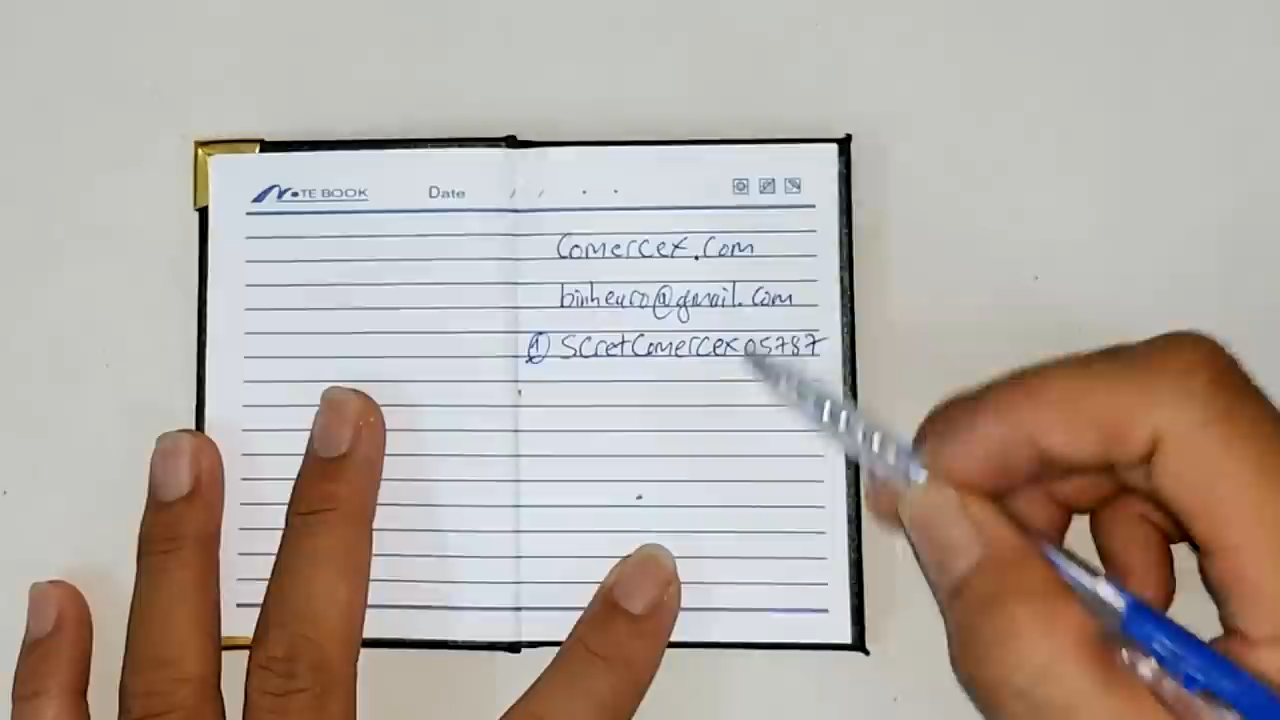 NOTE BOOK Date / / . .
Comercex.Com
binheuro@gmail.com
① SCretComercex05787